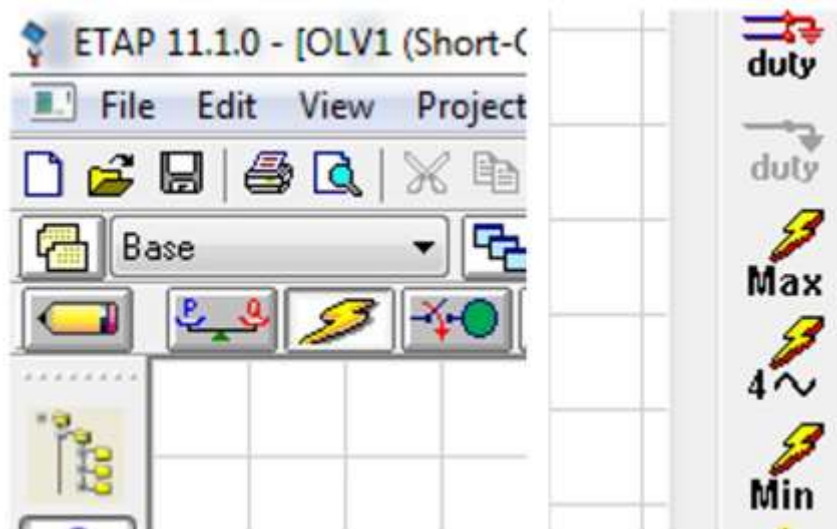 ETAP 11.1.0 - [OLV1 (Short-C
File Edit View Project
Base
P Q
duty
duty
Max
4
Min